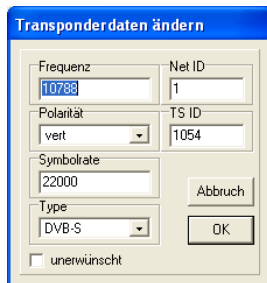 Transponderdaten ändern
Frequenz
10788
Net ID
1
Polarität
vert
TS ID
1054
Symbolrate
22000
Abbruch
Type
DVB-S
OK
unerwünscht